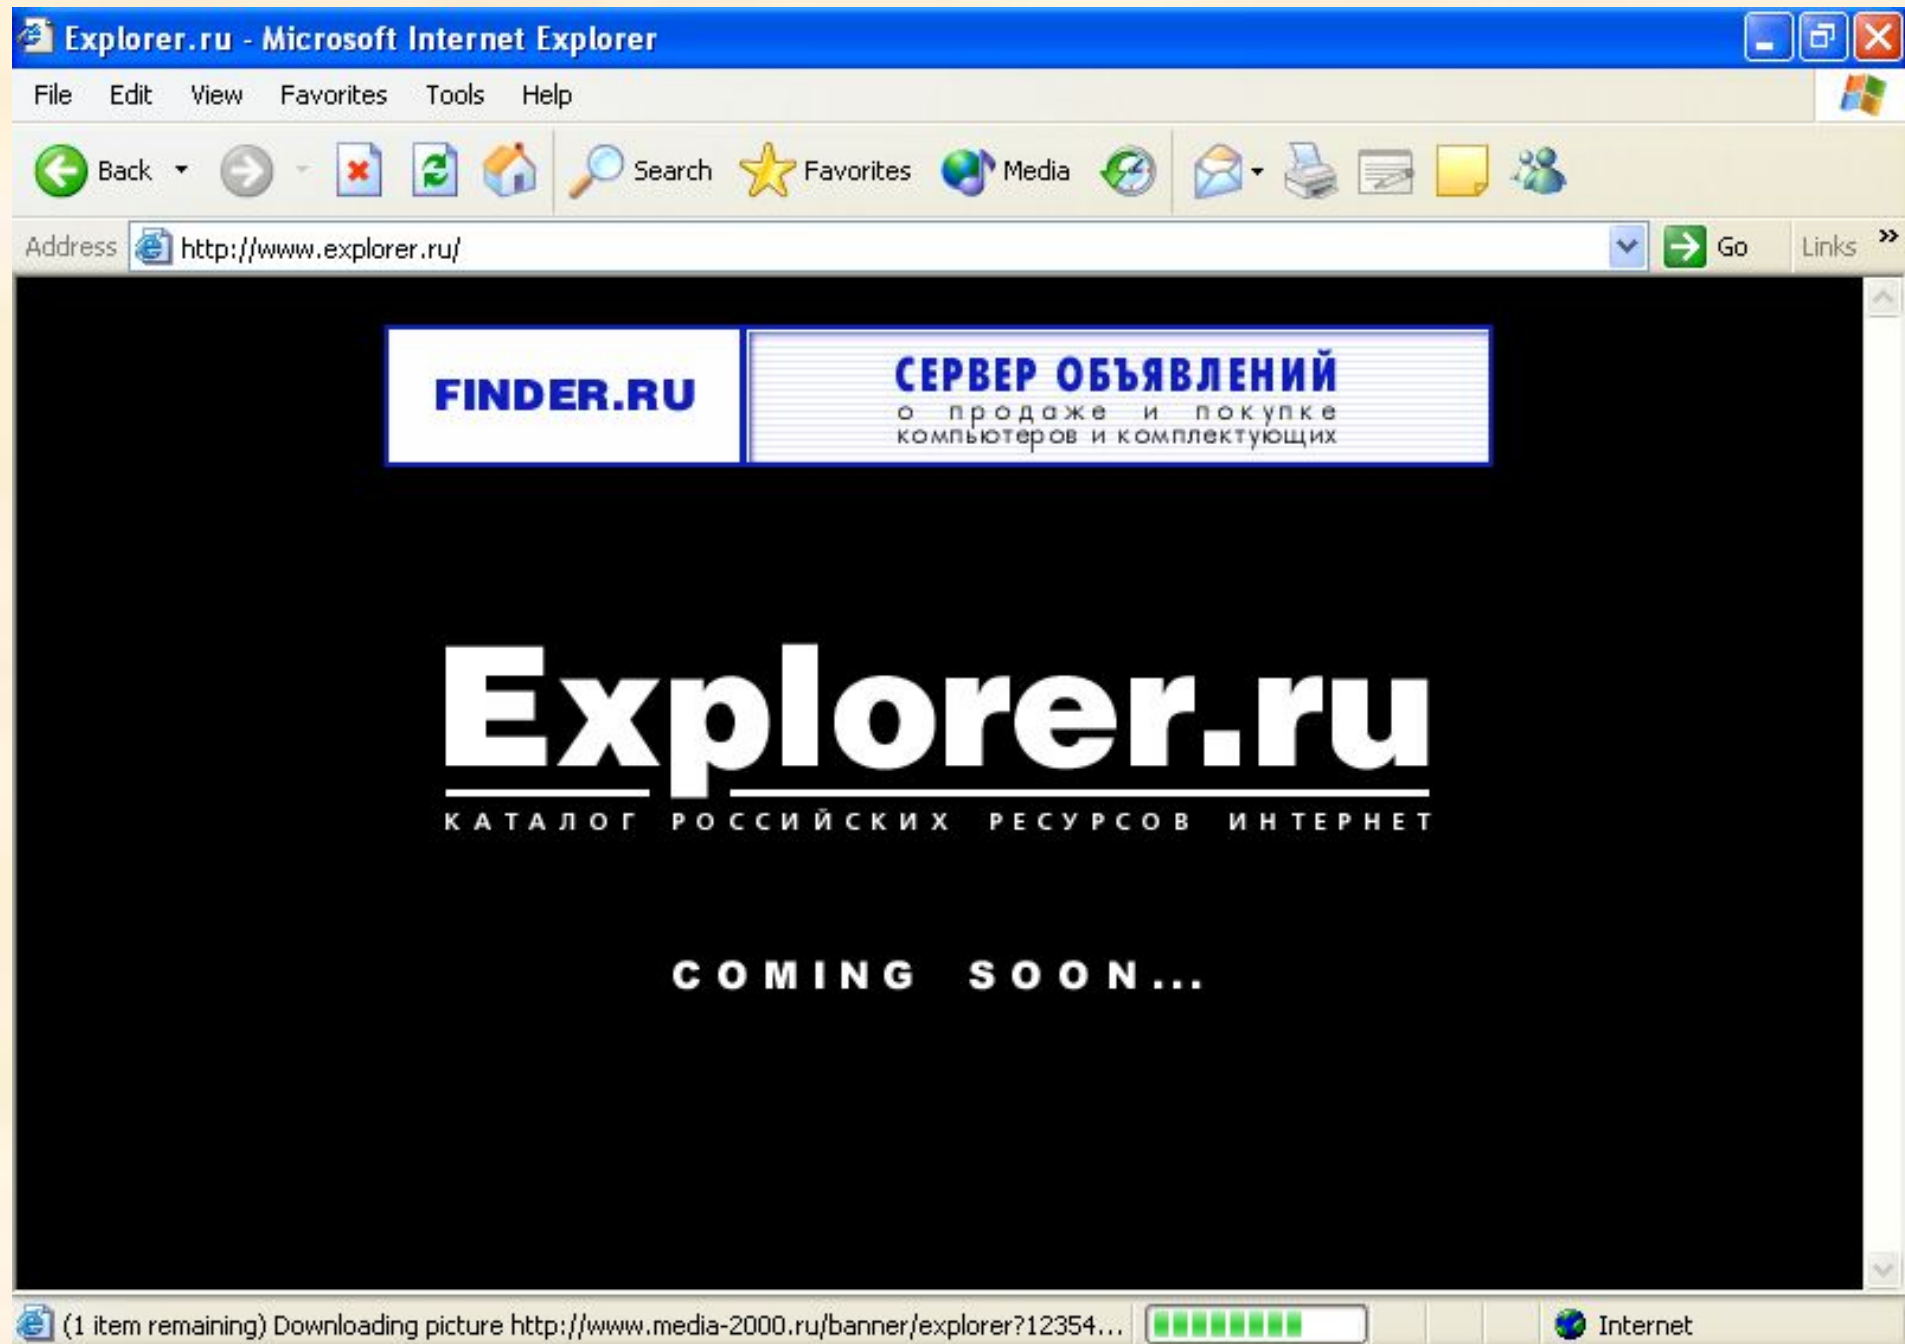 Explorer.ru - Microsoft Internet Explorer
File Edit View Favorites Tools Help
Back Search Favorites Media
Address http://www.explorer.ru/ Go Links »
FINDER.RU
СЕРВЕР ОБЪЯВЛЕНИЙ
о продаже и покупке
компьютеров и комплектующих
Explorer.ru
КАТАЛОГ РОССИЙСКИХ РЕСУРСОВ ИНТЕРНЕТ
COMING SOON...
(1 item remaining) Downloading picture http://www.media-2000.ru/banner/explorer?12354... Internet